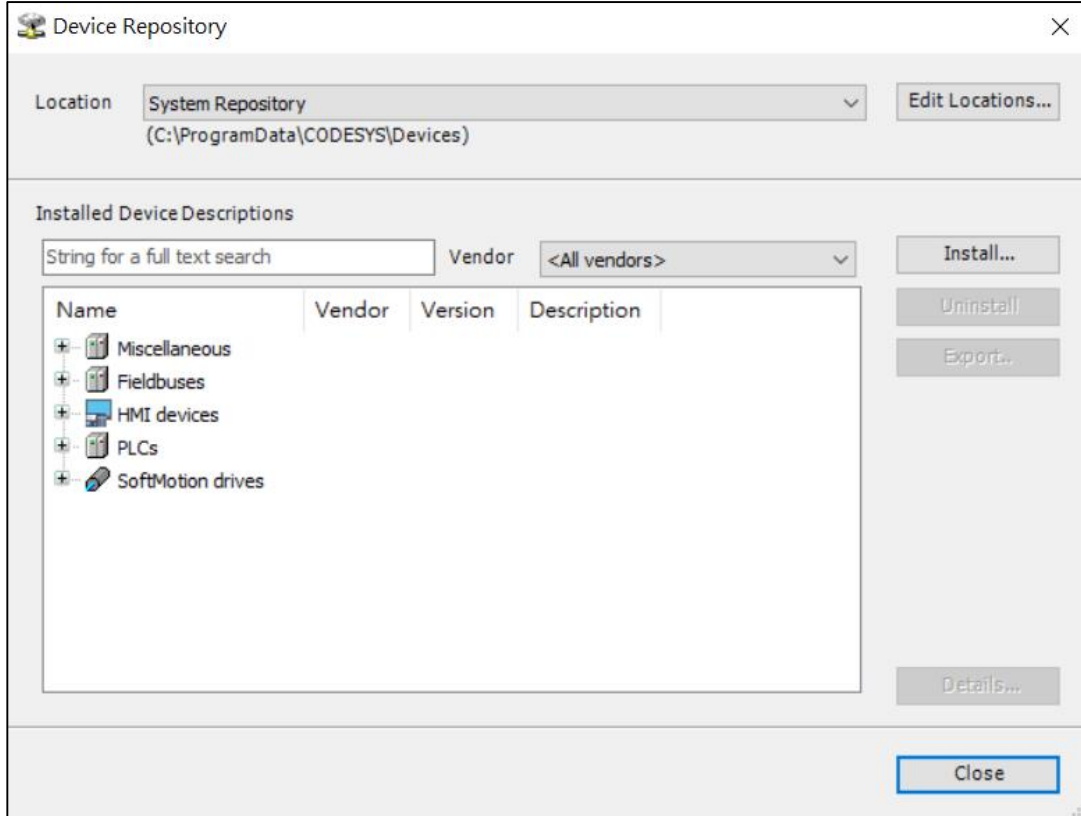 Device Repository
Location System Repository Edit Locations...
(C:\ProgramData\CODESYS\Devices)
Installed Device Descriptions
String for a full text search Vendor <All vendors> Install...
Name Vendor Version Description Uninstall
Miscellaneous Export..
Fieldbuses
HMI devices
PLCs
SoftMotion drives
Details...
Close